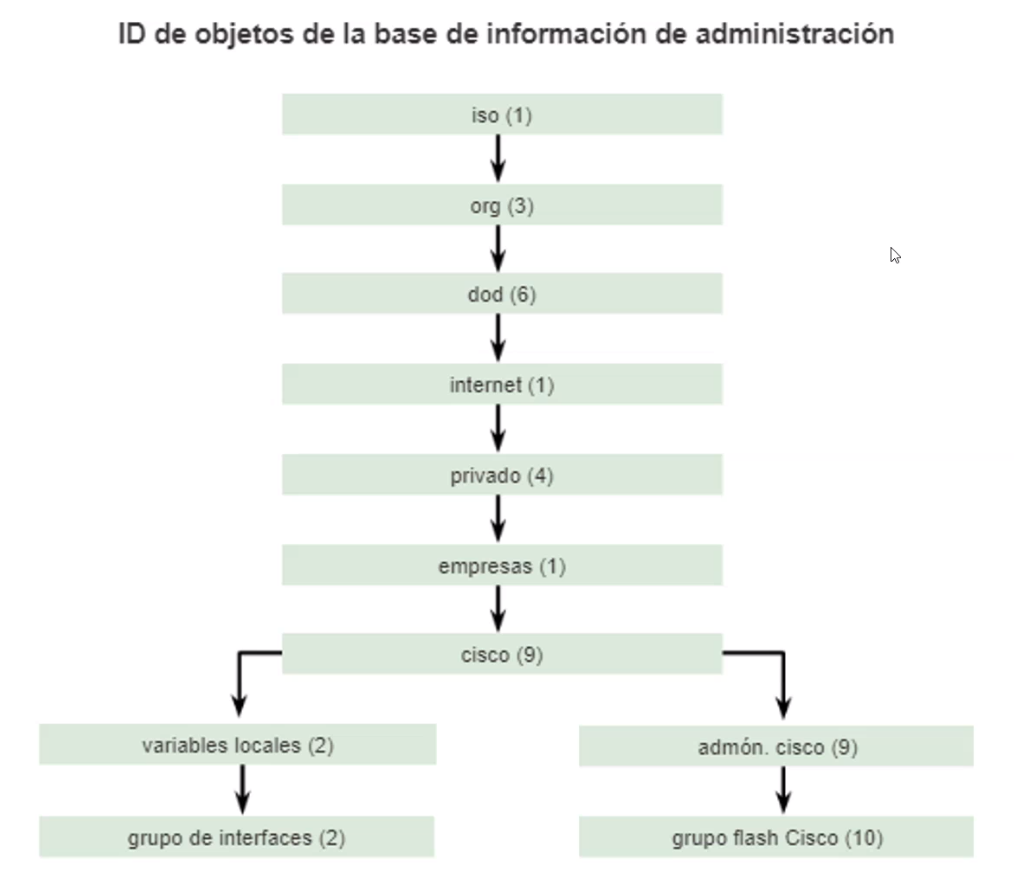 ID de objetos de la base de información de administración
iso (1)
org (3)
dod (6)
internet (1)
privado (4)
empresas (1)
cisco (9)
variables locales (2)
admón. cisco (9)
grupo de interfaces (2)
grupo flash Cisco (10)